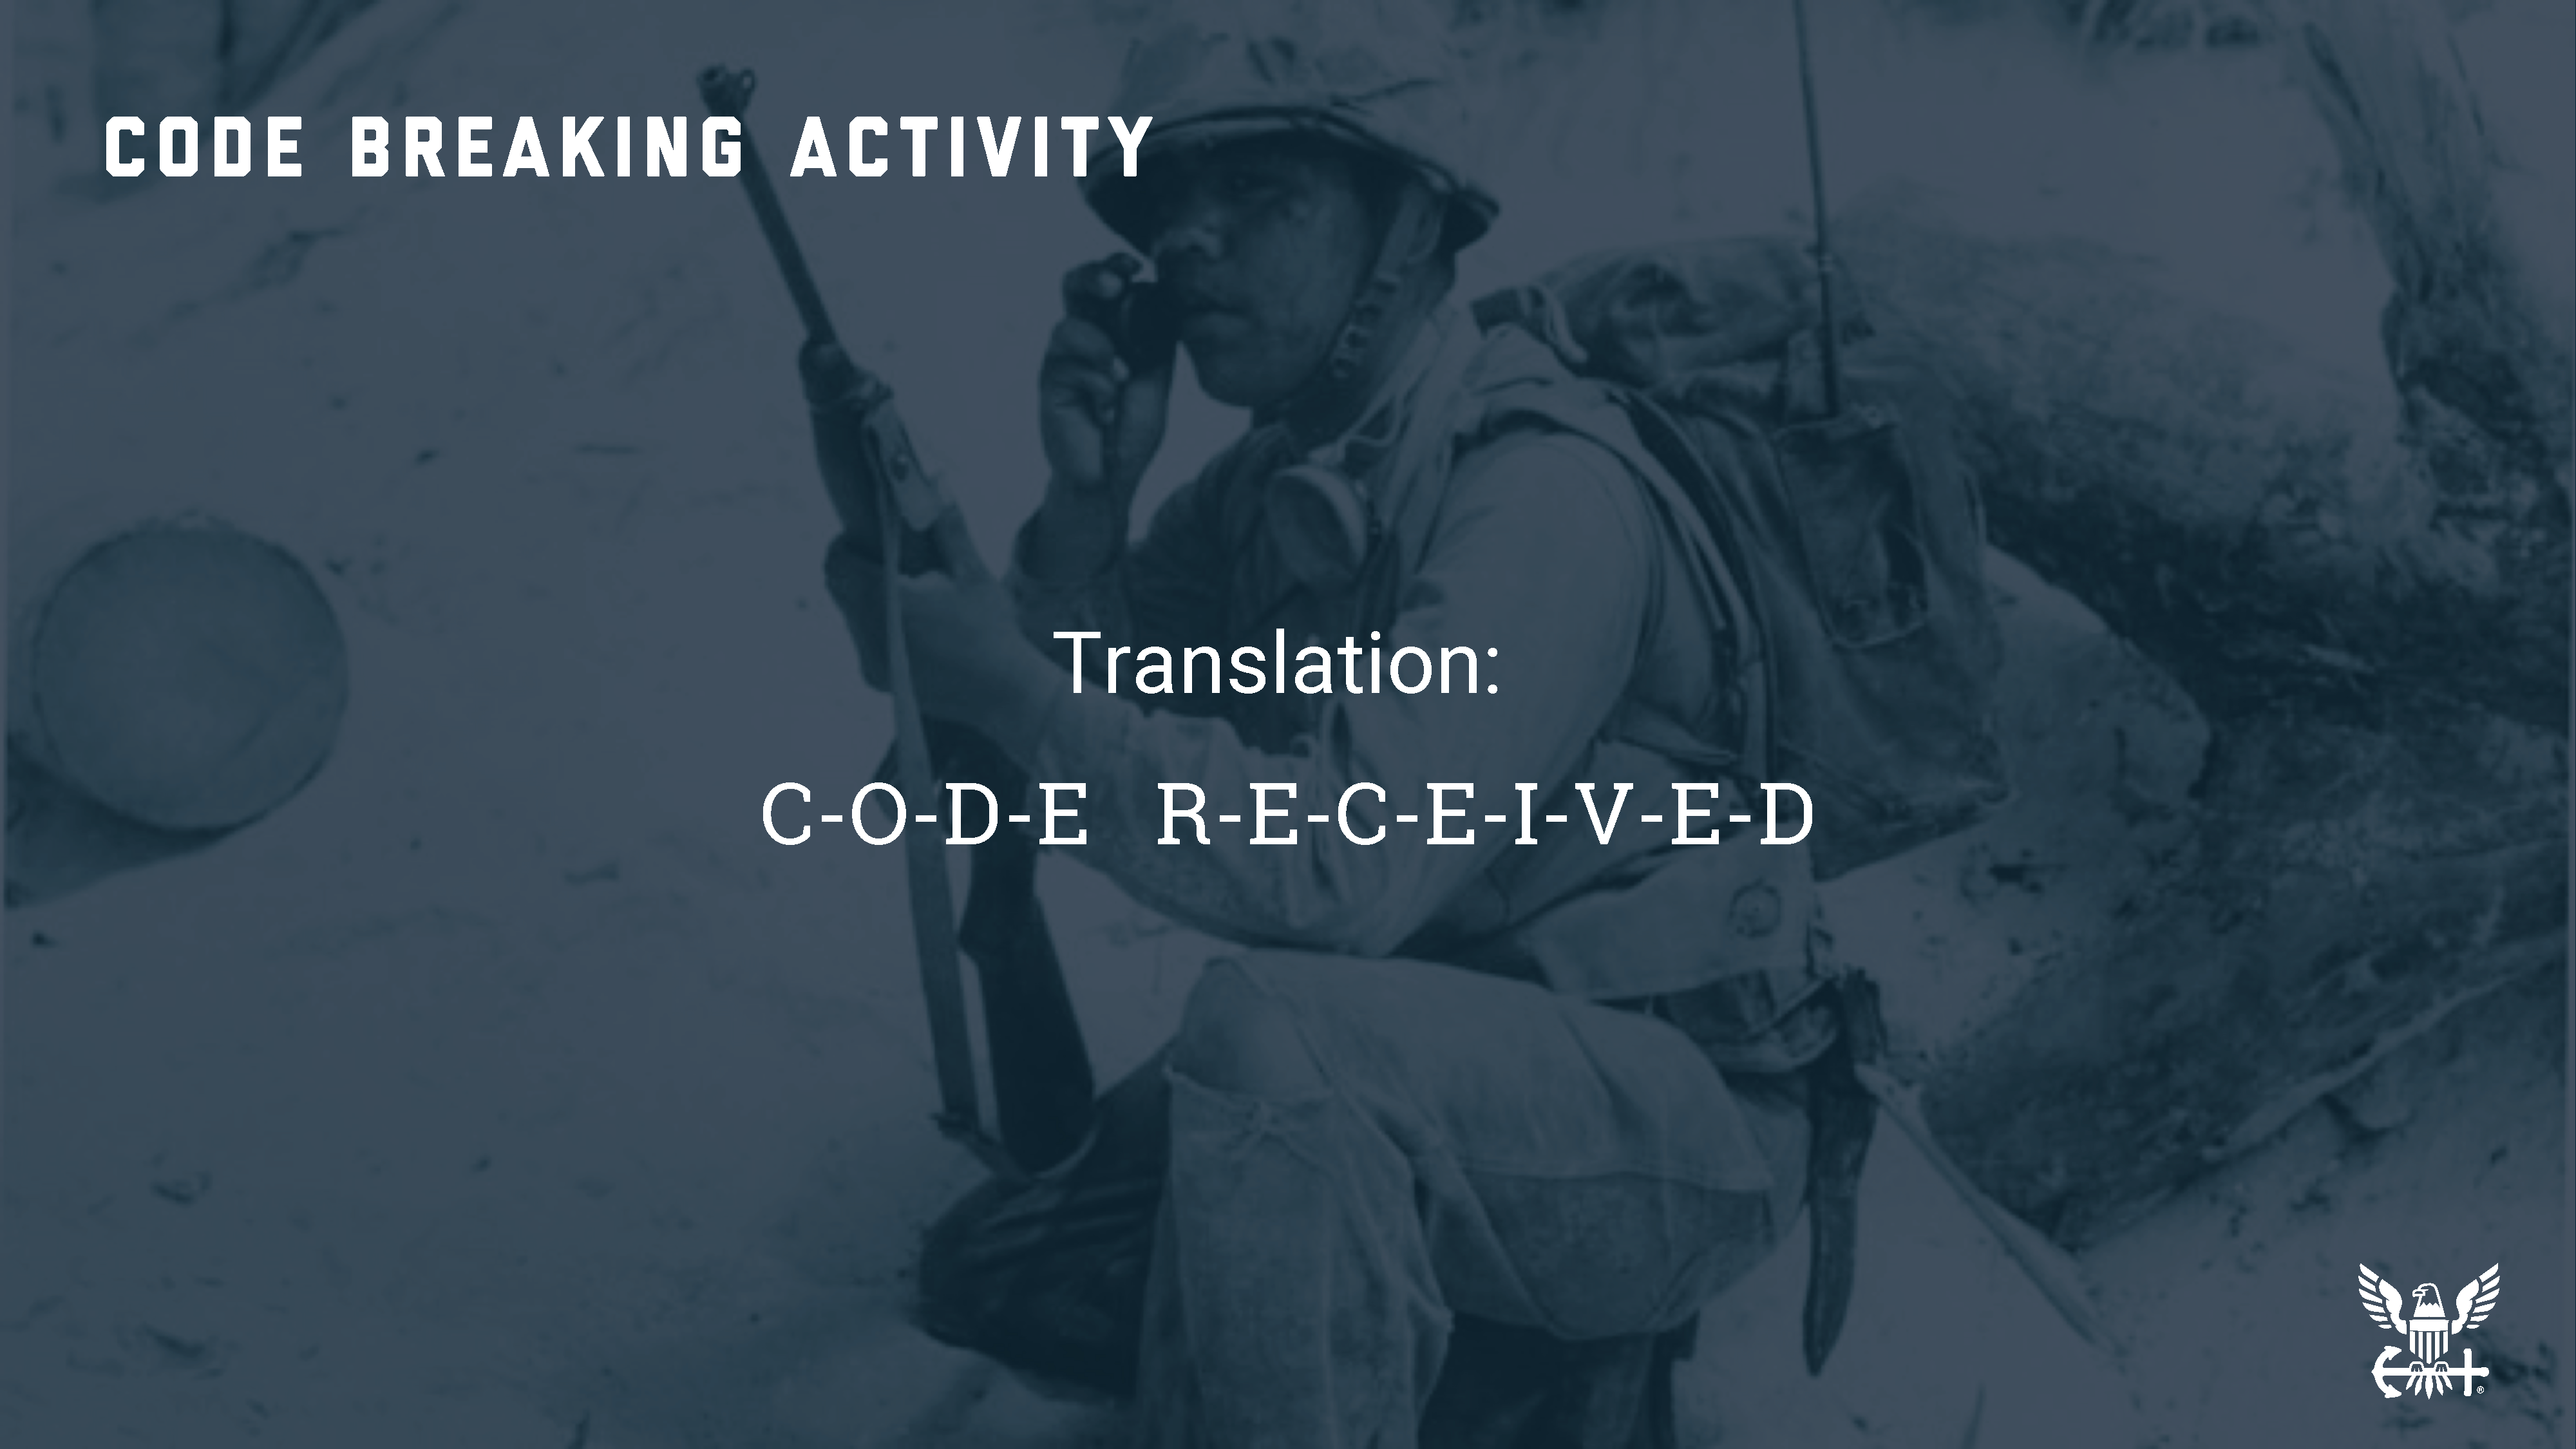 CODE BREAKING ACTIVITY
Translation:
C-O-D-E R-E-C-E-I-V-E-D
®